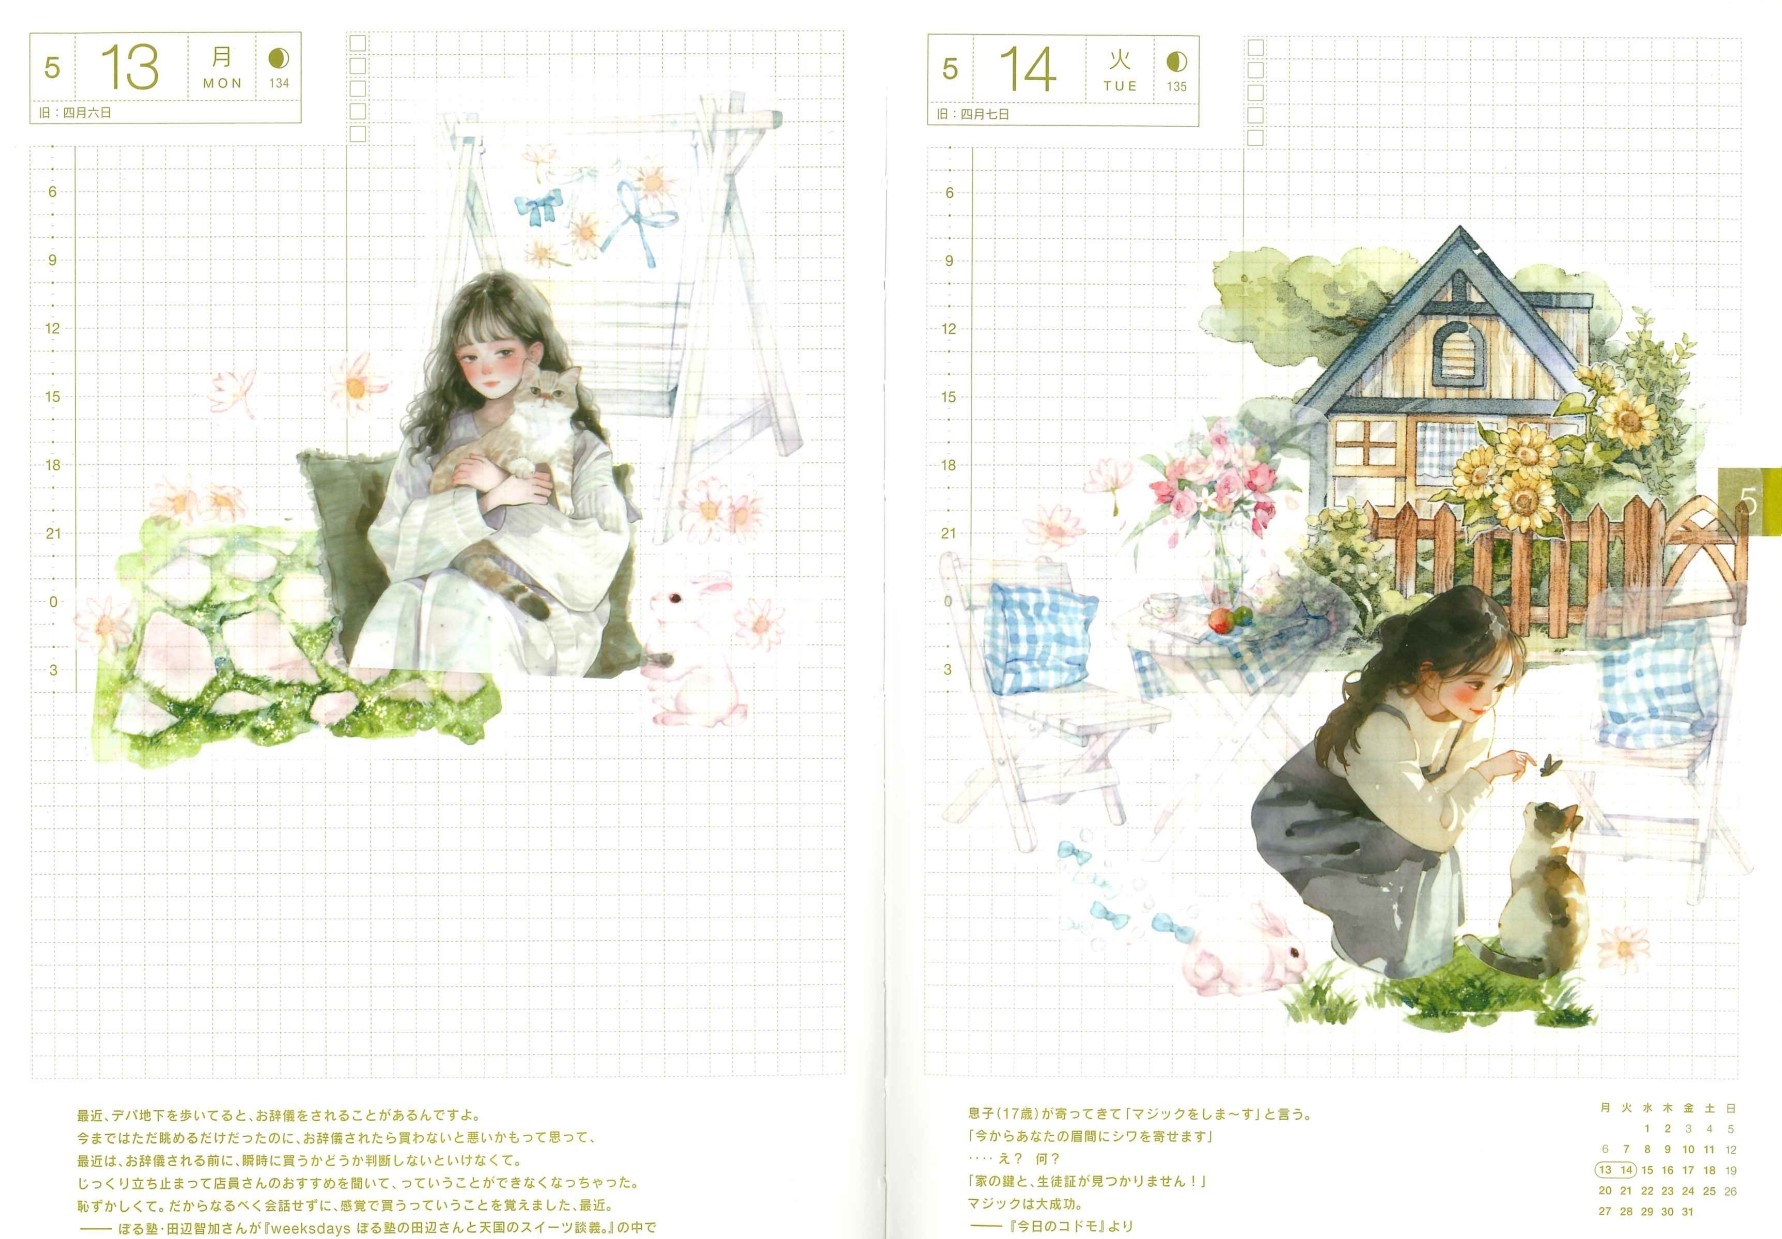 5
13
月
MON
134
旧：四月六日
6
9
12
15
18
21
0
3
最近、デパ地下を歩いてると、お辞儀をされることがあるんですよ。
今まではただ眺めるだけだったのに、お辞儀されたら買わないと悪いかもって思って、
最近は、お辞儀される前に、瞬時に買うかどうか判断しないといけなくて。
じっくり立ち止まって店員さんのおすすめを聞いて、っていうことができなくなっちゃった。
恥ずかしくて。だからなるべく会話せずに、感覚で買うっていうことを覚えました、最近。
—— ぼる塾・田辺智加さんが『weeksdays ぼる塾の田辺さんと天国のスイーツ談義。』の中で
5
14
火
TUE
135
旧：四月七日
6
9
12
15
18
21
0
3
5
息子（17歳）が寄ってきて「マジックをしま〜す」と言う。
「今からあなたの眉間にシワを寄せます」
‥‥え？ 何？
「家の鍵と、生徒証が見つかりません！」
マジックは大成功。
——『今日のコドモ』より
月 火 水 木 金 土 日
1 2 3 4 5
6 7 8 9 10 11 12
13 14 15 16 17 18 19
20 21 22 23 24 25 26
27 28 29 30 31